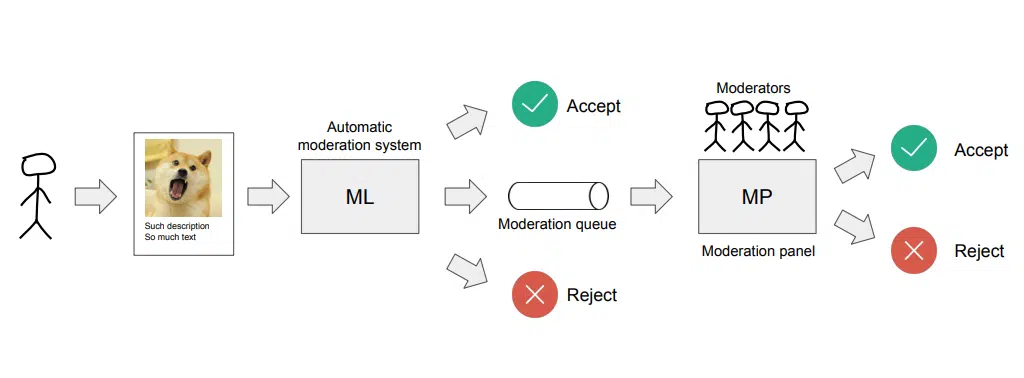 Such description
So much text
Automatic
moderation system
ML
Accept
Moderation queue
Reject
Moderators
MP
Moderation panel
Accept
Reject